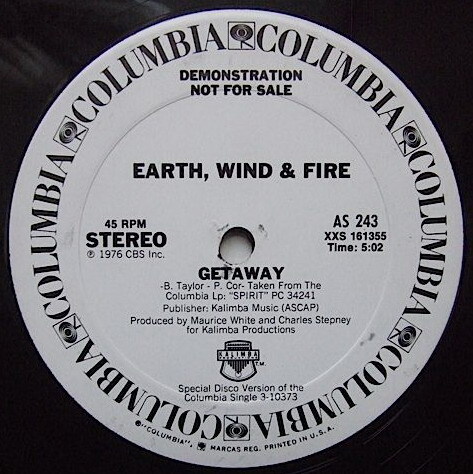 COLUMBIA COLUMBIA COLUMBIA COLUMBIA COLUMBIA COLUMBIA COLUMBIA
DEMONSTRATION
NOT FOR SALE
EARTH, WIND & FIRE
45 RPM
STEREO
℗ 1976 CBS Inc.
AS 243
XXS 161355
Time: 5:02
GETAWAY
-B. Taylor - P. Cor- Taken From The
Columbia Lp: "SPIRIT" PC 34241
Publisher: Kalimba Music (ASCAP)
Produced by Maurice White and Charles Stepney
for Kalimba Productions
KALIMBA
T.M.
Special Disco Version of the
Columbia Single 3-10373
®"COLUMBIA", MARCAS REG. PRINTED IN U.S.A.